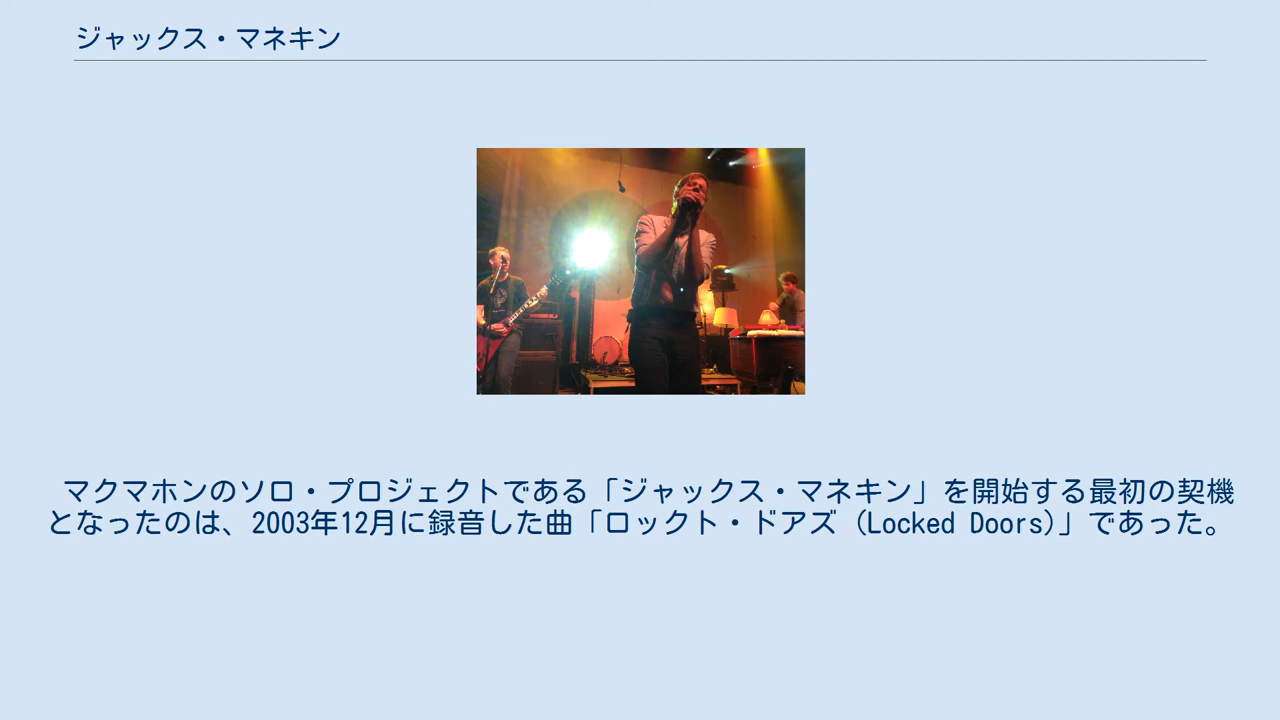 ジャックス・マネキン
マクマホンのソロ・プロジェクトである「ジャックス・マネキン」を開始する最初の契機
となったのは、2003年12月に録音した曲「ロックト・ドアズ (Locked Doors)」であった。